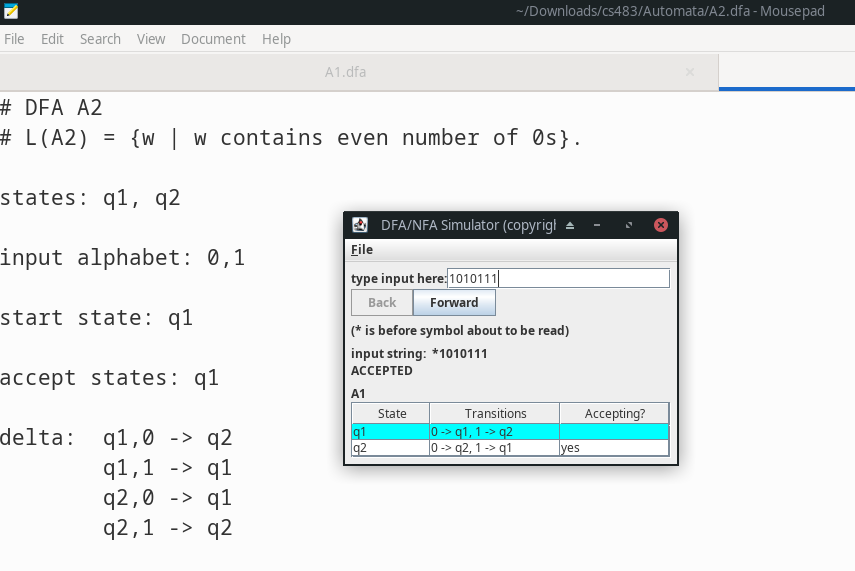 ~/Downloads/cs483/Automata/A2.dfa - Mousepad
File Edit Search View Document Help
A1.dfa
# DFA A2
# L(A2) = {w | w contains even number of 0s}.
states: q1, q2
input alphabet: 0,1
start state: q1
accept states: q1
delta: q1,0 -> q2
q1,1 -> q1
q2,0 -> q1
q2,1 -> q2
DFA/NFA Simulator (copyrigh
File
type input here: 1010111
Back Forward
(* is before symbol about to be read)
input string: *1010111
ACCEPTED
A1
State Transitions Accepting?
q1 0 -> q1, 1 -> q2
q2 0 -> q2, 1 -> q1 yes